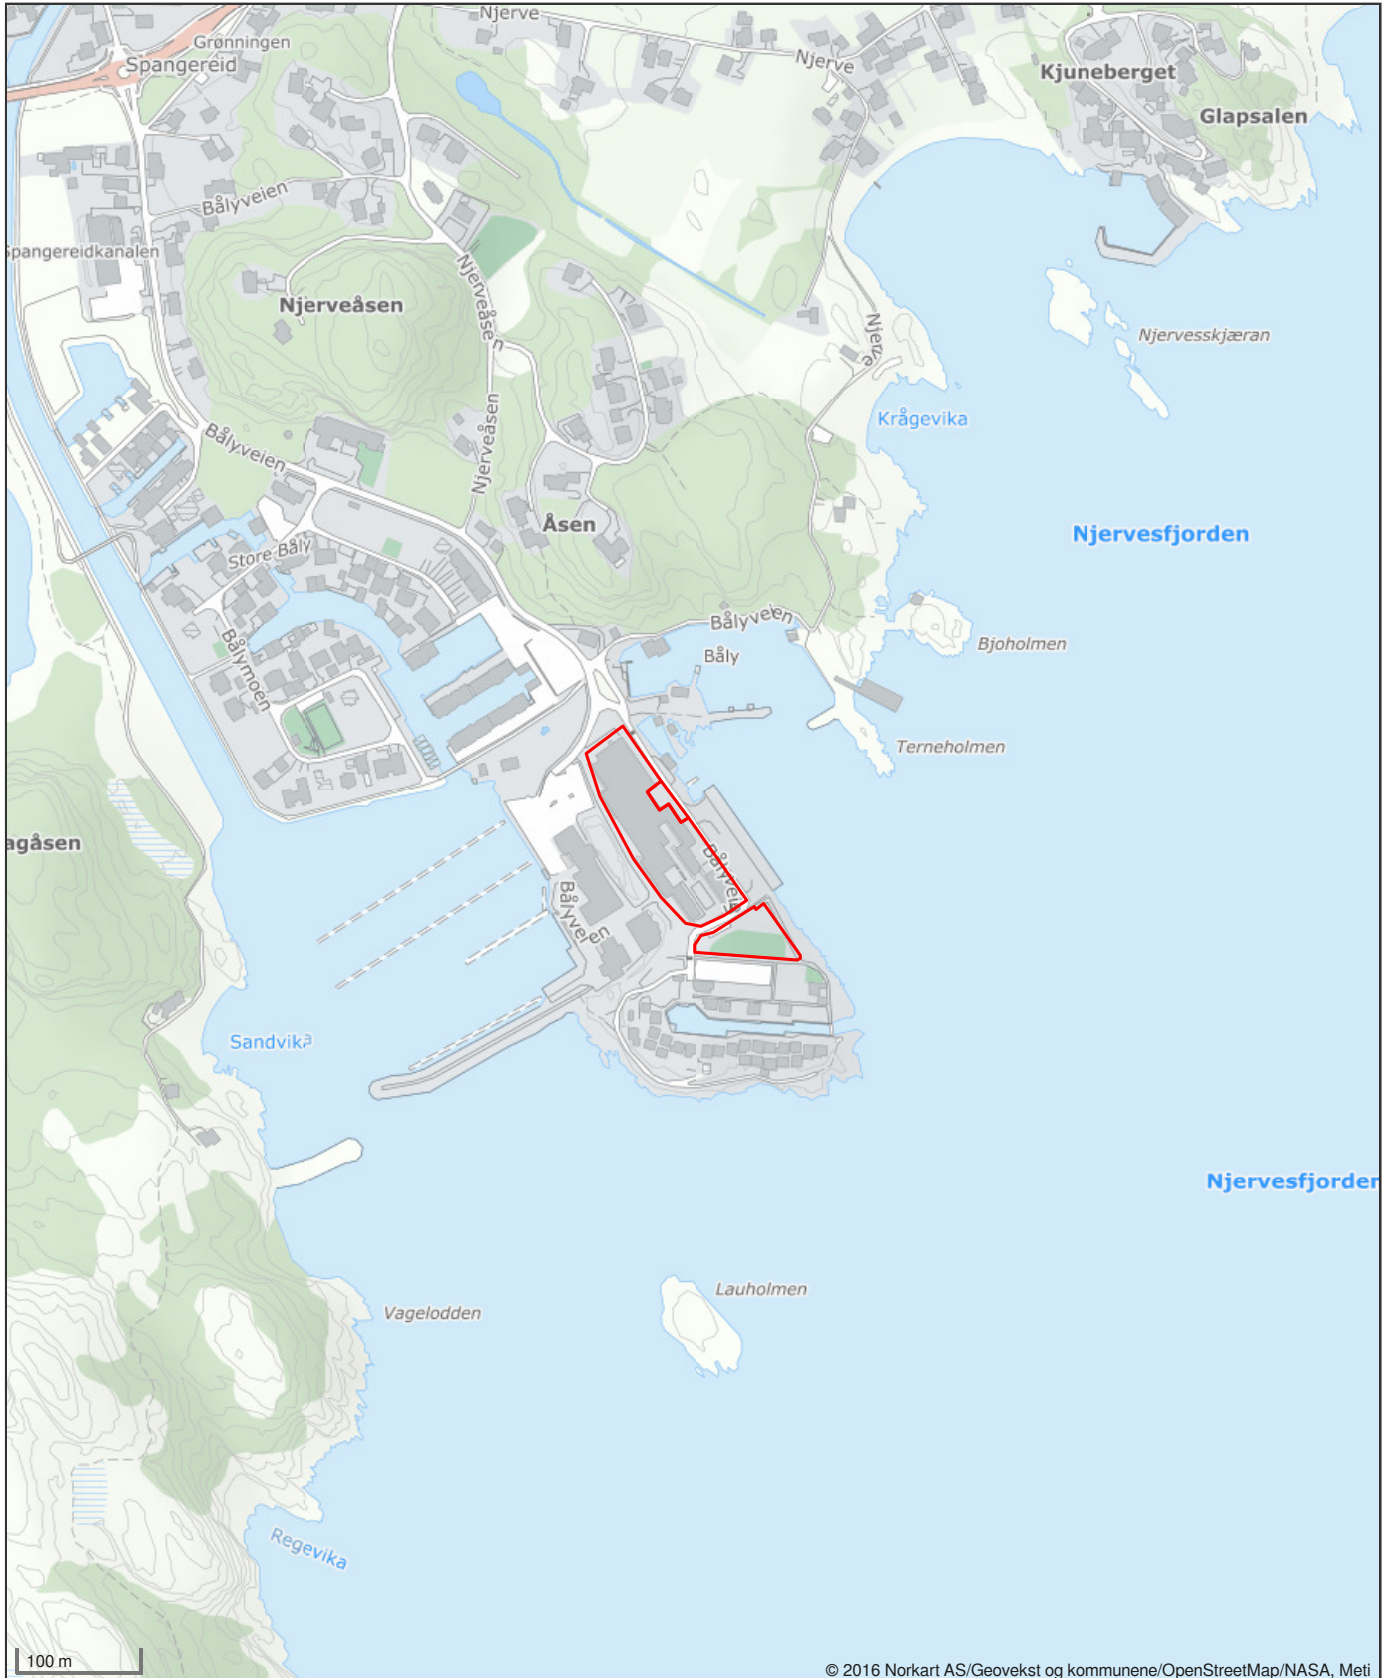 Njerve
Grønningen
Spangereid
Njerve
Kjuneberget
Glapsalen
Bålyveien
Spangereidkanalen
Njerveåsen
Njerveåsen
Njerve
Njervesskjæran
Krågevika
Njerveåsen
Bålyveien
Åsen
Njervesfjorden
Store Båly
Bålyveien
Bålymoen
Båly
Bjoholmen
Terneholmen
agåsen
Bålyveien
Bålyveien
Sandvika
Njervesfjorden
Lauholmen
Vagelodden
Regevika
100 m
© 2016 Norkart AS/Geovekst og kommunene/OpenStreetMap/NASA, Meti